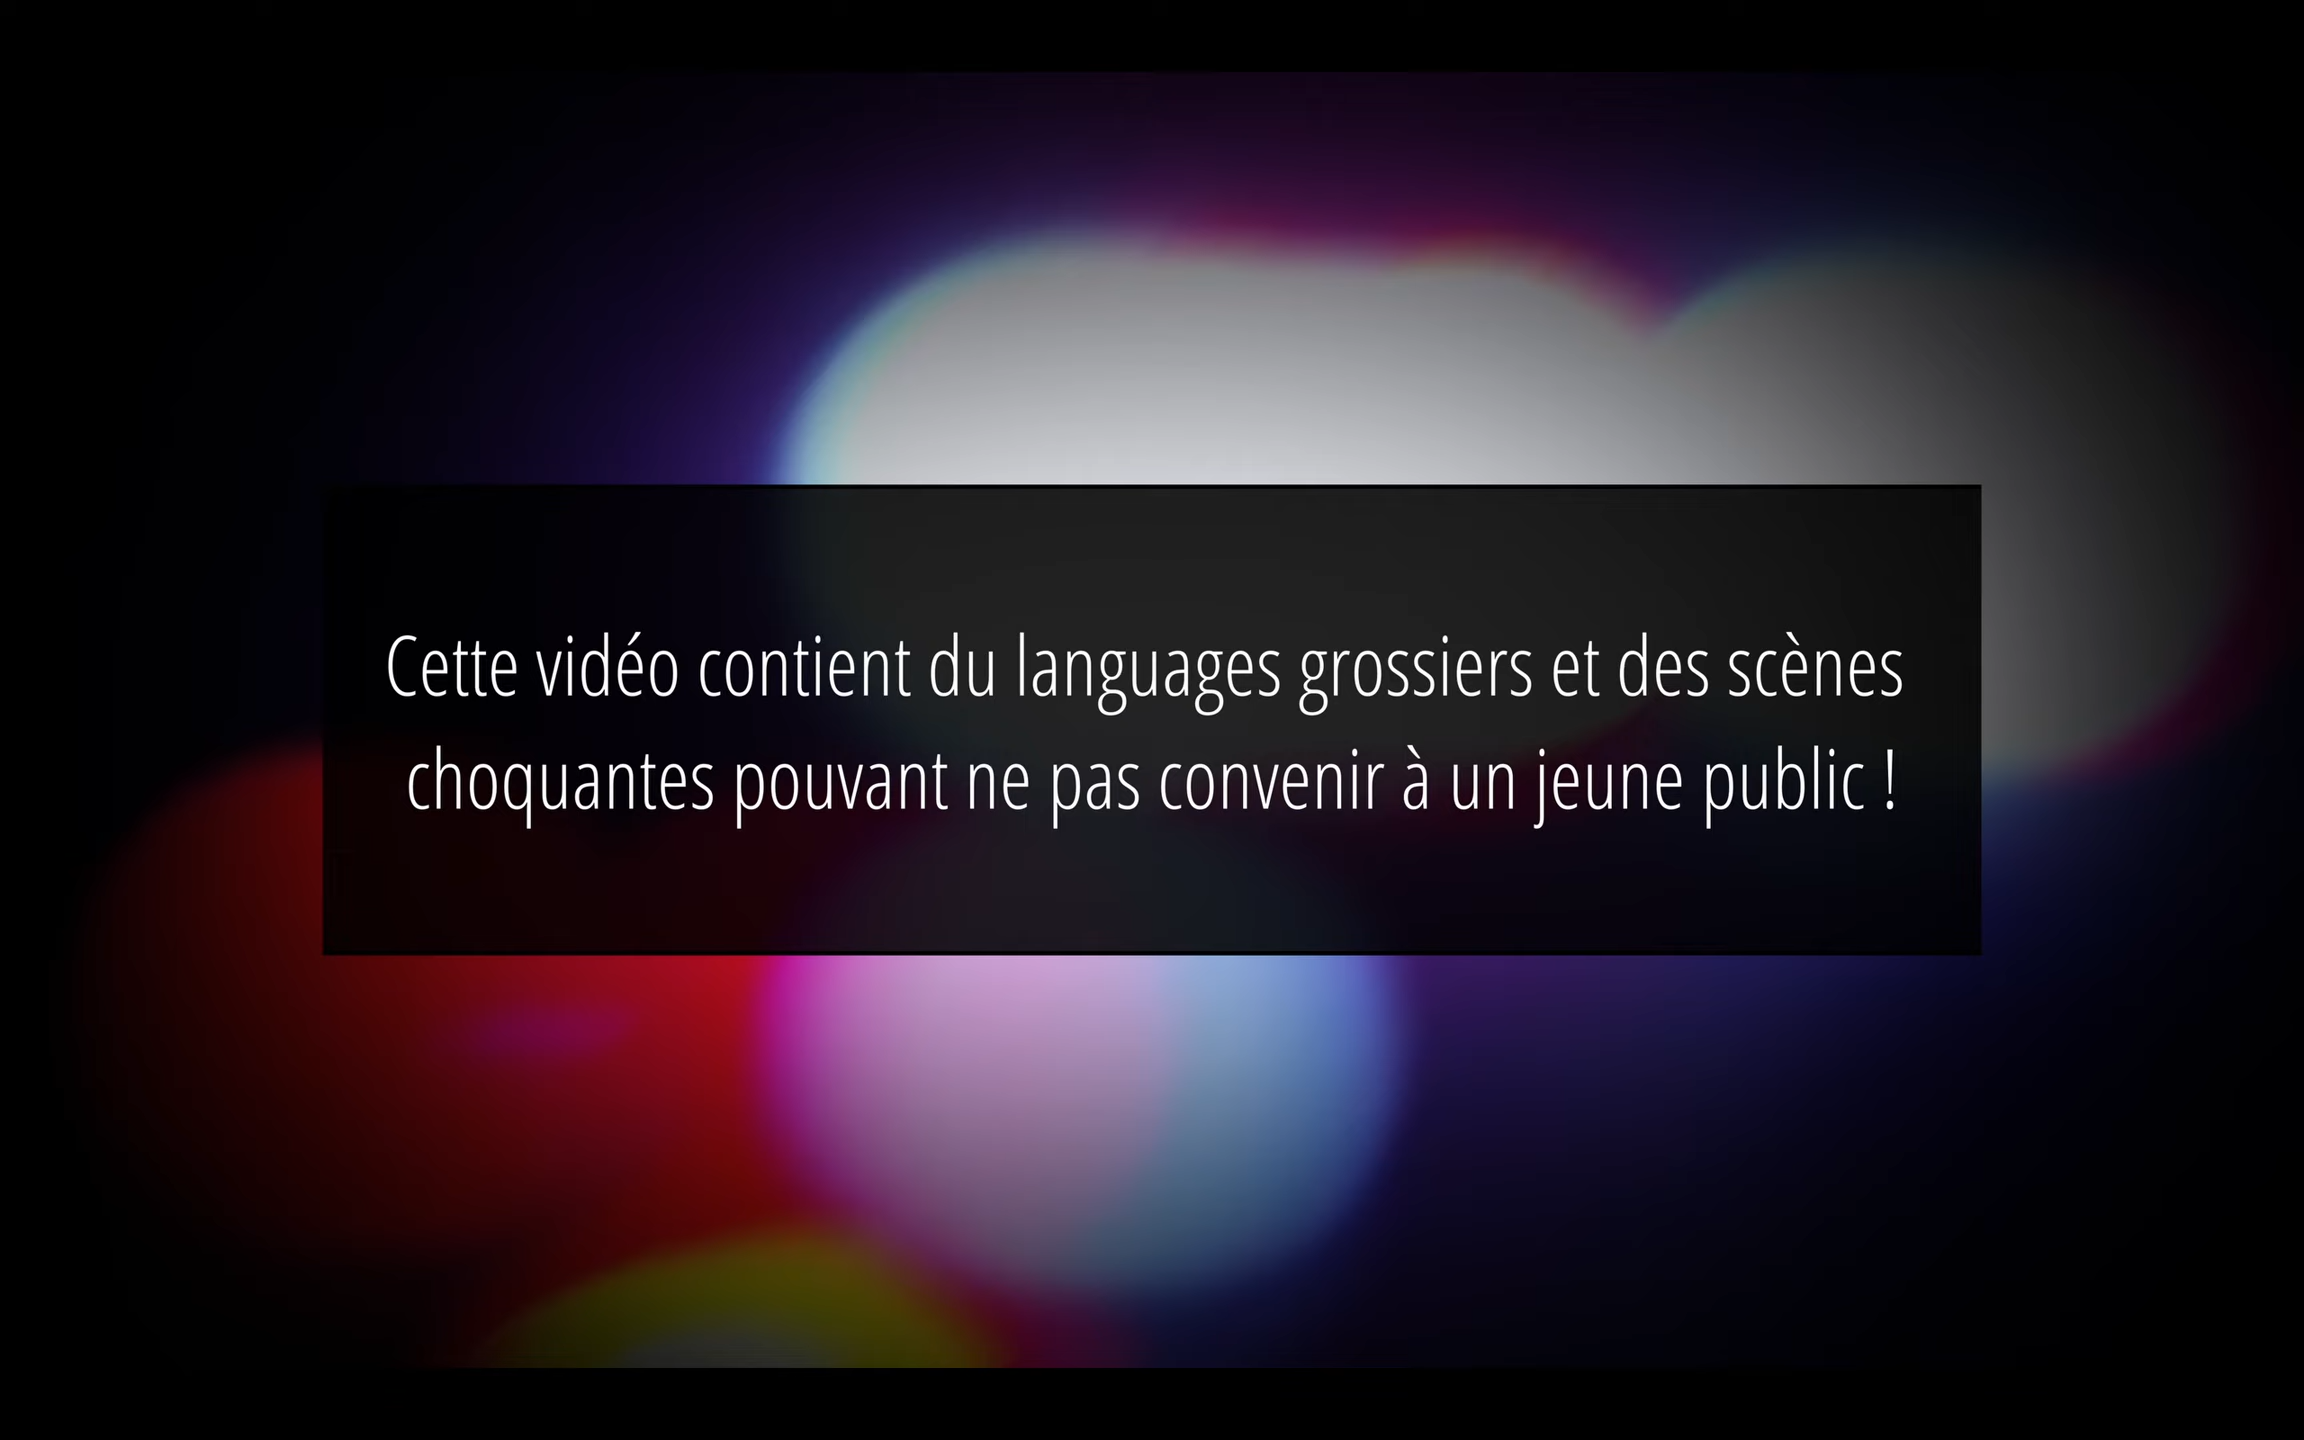 Cette vidéo contient du languages grossiers et des scènes
choquantes pouvant ne pas convenir à un jeune public !